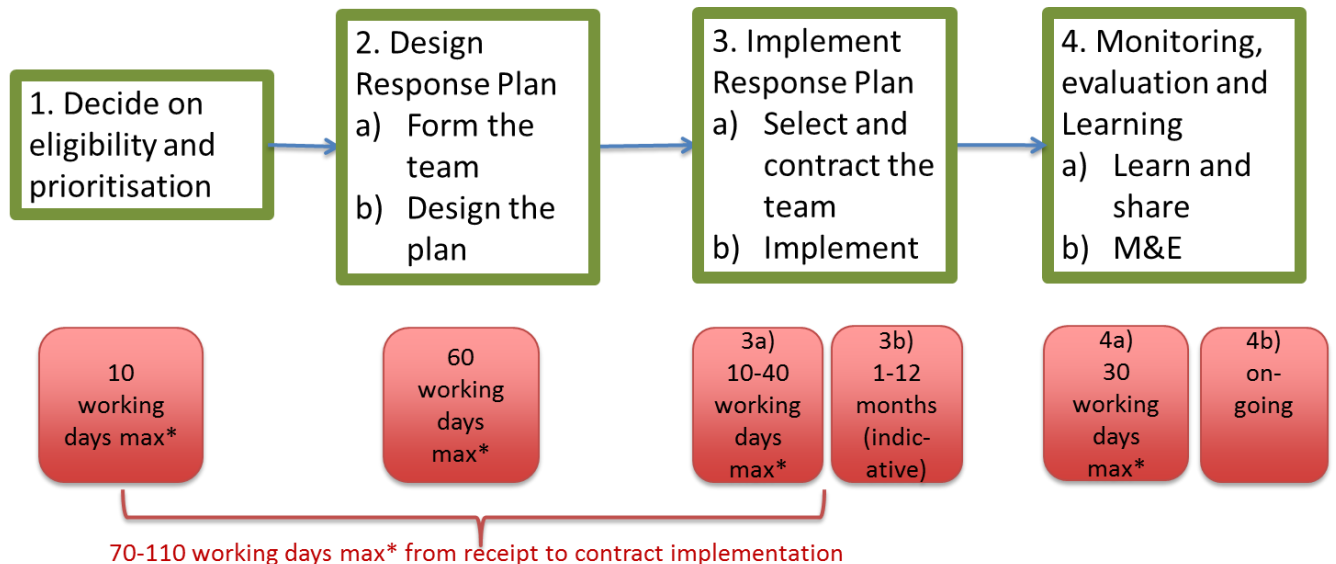 1. Decide on
eligibility and
prioritisation
2. Design
Response Plan
a) Form the
team
b) Design the
plan
3. Implement
Response Plan
a) Select and
contract the
team
b) Implement
4. Monitoring,
evaluation and
Learning
a) Learn and
share
b) M&E
10
working
days max*
60
working
days
max*
3a)
10-40
working
days
max*
3b)
1-12
months
(indic-
ative)
4a)
30
working
days
max*
4b)
on-
going
70-110 working days max* from receipt to contract implementation